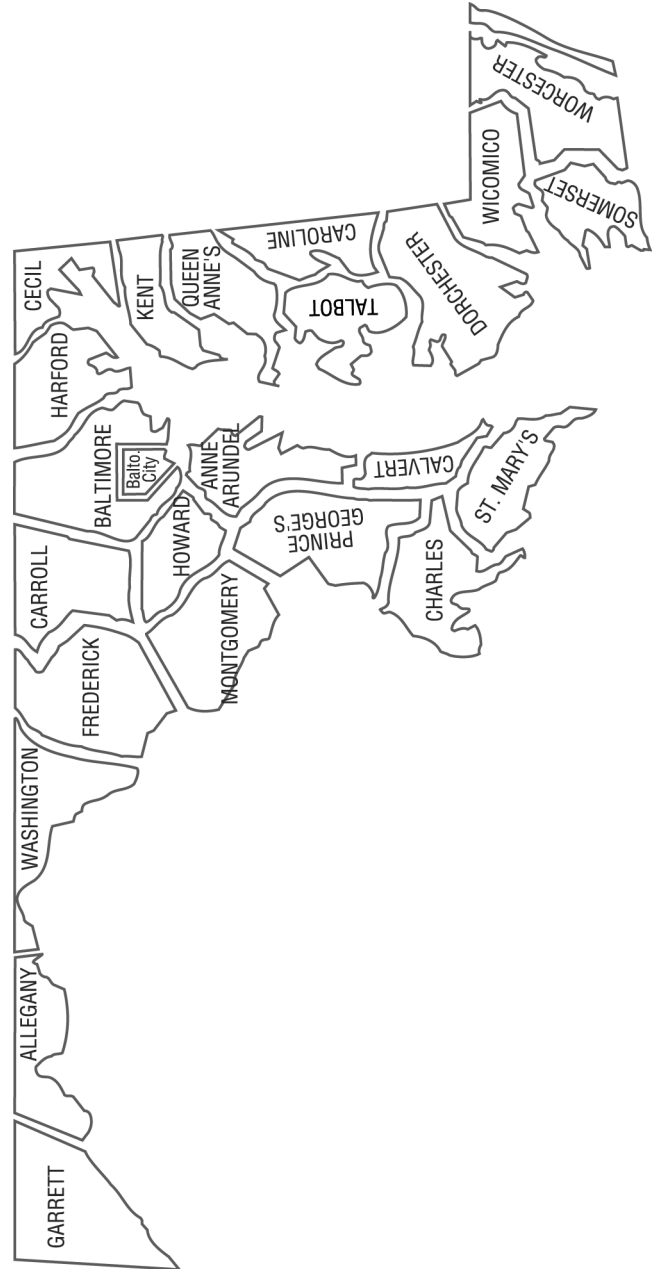 GARRETT
ALLEGANY
WASHINGTON
FREDERICK
CARROLL
BALTIMORE
Balto.
City
HARFORD
CECIL
KENT
QUEEN
ANNE'S
HOWARD
MONTGOMERY
ANNE
ARUNDEL
PRINCE
GEORGE'S
CALVERT
CHARLES
ST. MARY'S
CAROLINE
TALBOT
DORCHESTER
WICOMICO
WORCESTER
SOMERSET